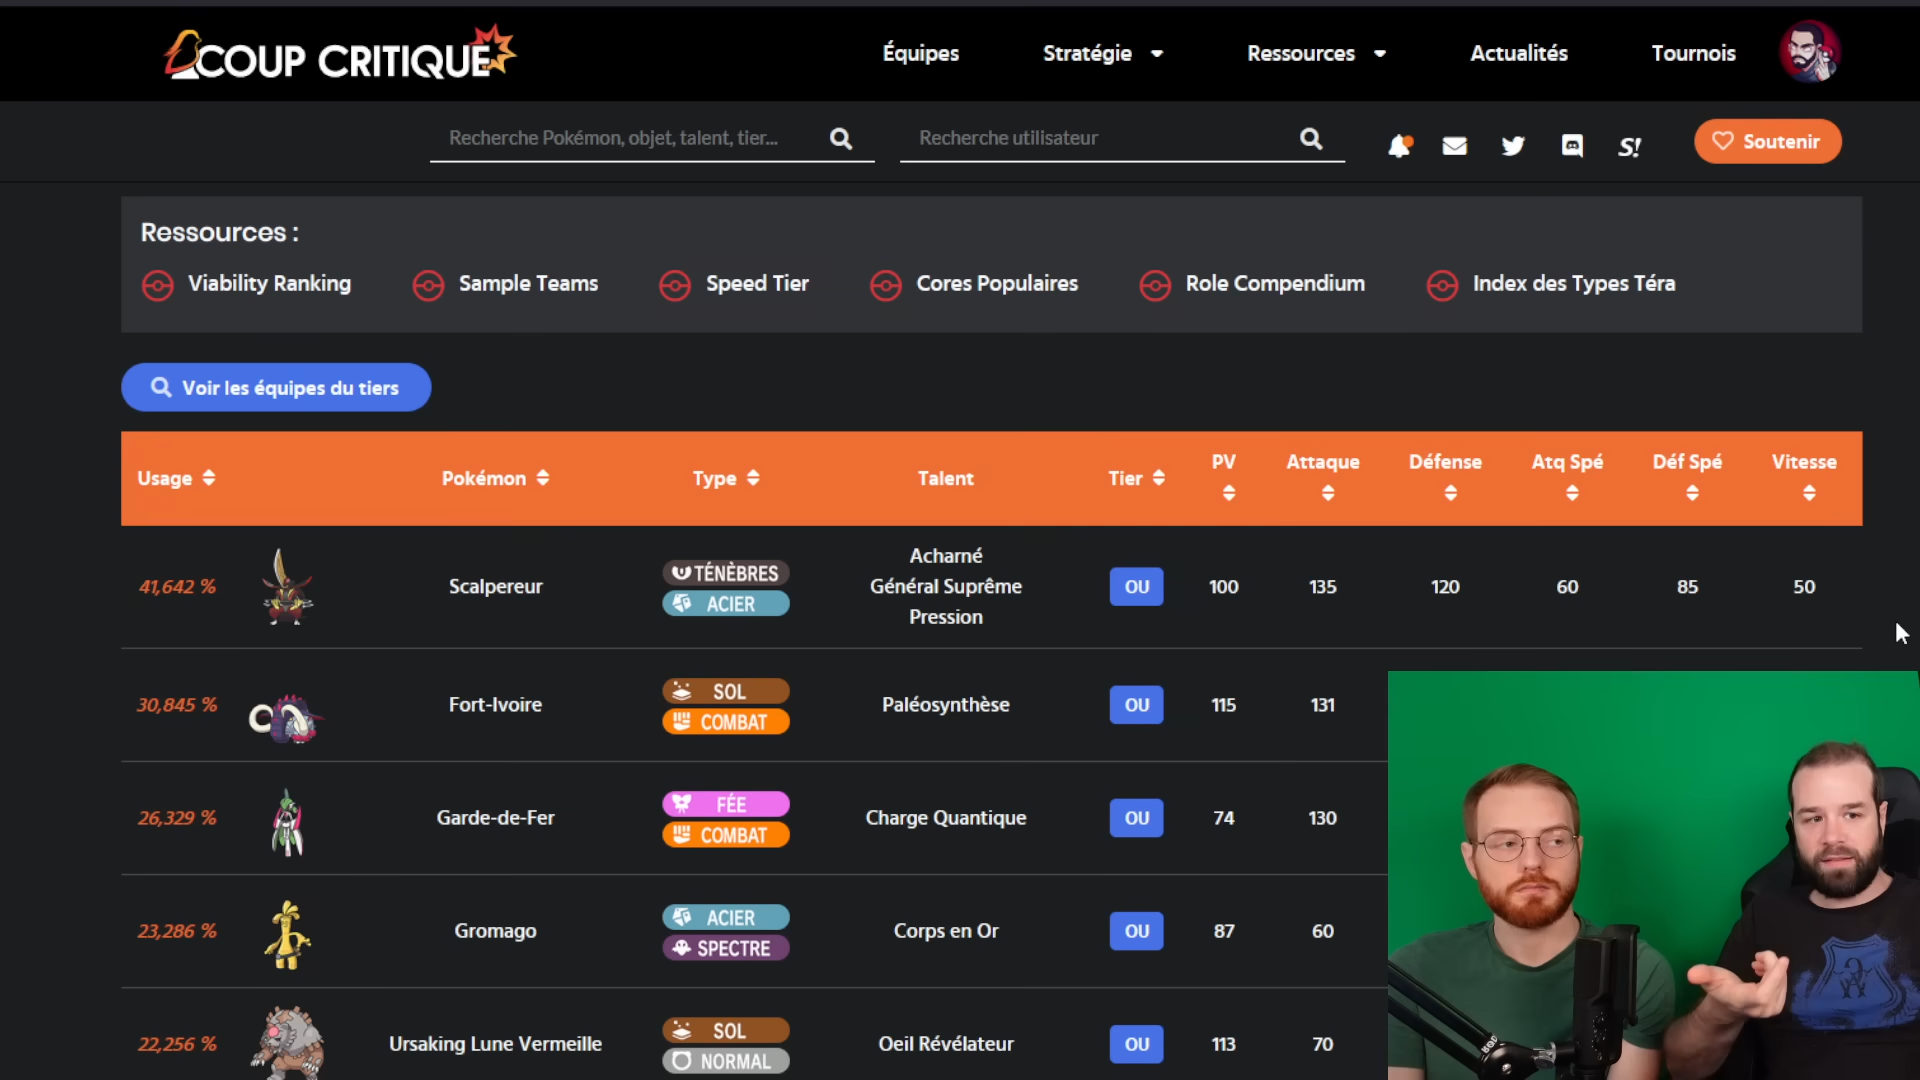 COUP CRITIQUE
Équipes
Stratégie
Ressources
Actualités
Tournois
Recherche Pokémon, objet, talent, tier...
Recherche utilisateur
S!
Soutenir
Ressources :
Viability Ranking
Sample Teams
Speed Tier
Cores Populaires
Role Compendium
Index des Types Téra
Voir les équipes du tiers
Usage Pokémon Type Talent Tier PV Attaque Défense Atq Spé Déf Spé Vitesse
41,642 % Scalpereur TÉNÈBRES ACIER Acharné Général Suprême Pression OU 100 135 120 60 85 50
30,845 % Fort-Ivoire SOL COMBAT Paléosynthèse OU 115 131
26,329 % Garde-de-Fer FÉE COMBAT Charge Quantique OU 74 130
23,286 % Gromago ACIER SPECTRE Corps en Or OU 87 60
22,256 % Ursaking Lune Vermeille SOL NORMAL Oeil Révélateur OU 113 70